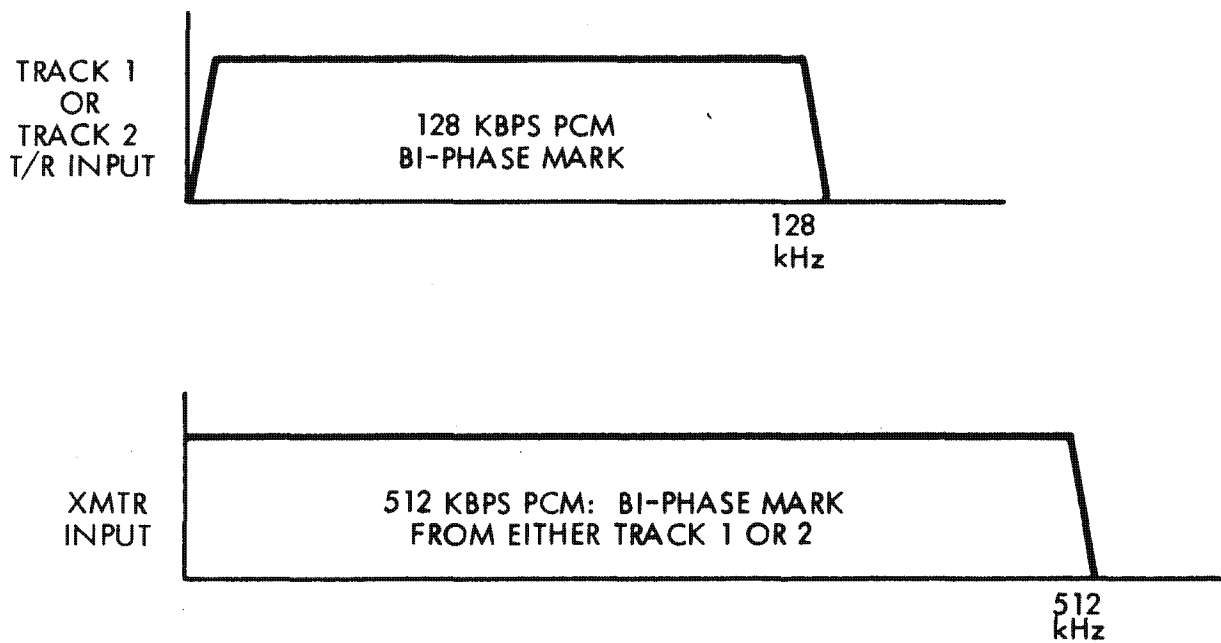 TRACK 1
OR
TRACK 2
T/R INPUT
128 KBPS PCM
BI-PHASE MARK
128
kHz
XMTR
INPUT
512 KBPS PCM: BI-PHASE MARK
FROM EITHER TRACK 1 OR 2
512
kHz